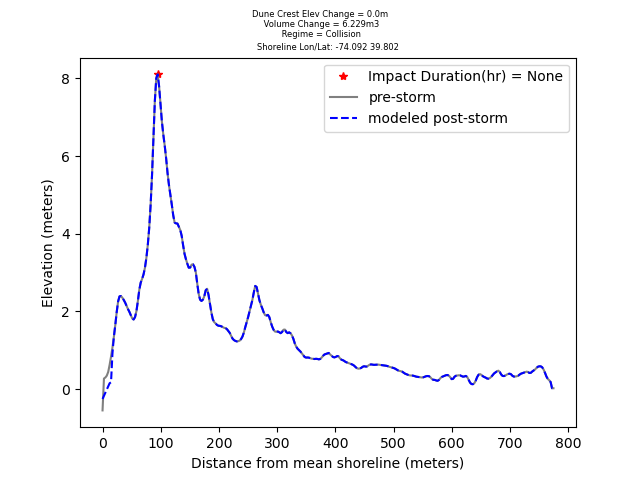 Dune Crest Elev Change = 0.0m
Volume Change = 6.229m3
Regime = Collision
Shoreline Lon/Lat: -74.092 39.802
Impact Duration(hr) = None
pre-storm
modeled post-storm
8
6
4
2
0
Elevation (meters)
0 100 200 300 400 500 600 700 800
Distance from mean shoreline (meters)